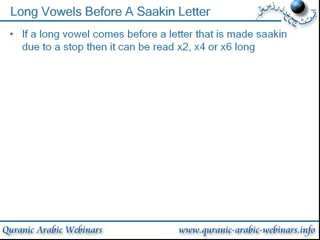 Long Vowels Before A Saakin Letter
• If a long vowel comes before a letter that is made saakin
due to a stop then it can be read x2, x4 or x6 long
Quranic Arabic Webinars
www.quranic-arabic-webinars.info